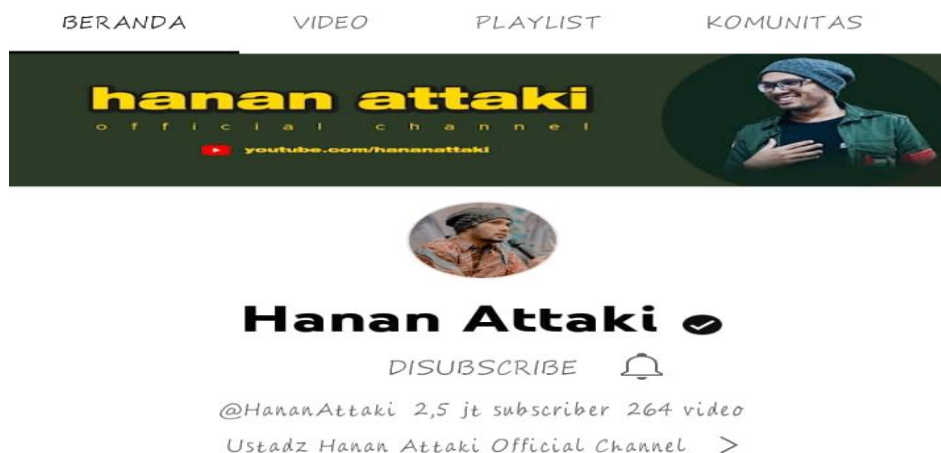 BERANDA VIDEO PLAYLIST KOMUNITAS
hanan attaki
official channel
youtube.com/hananattaki
Hanan Attaki
DISUBSCRIBE
@HananAttaki 2,5 jt subscriber 264 video
Ustadz Hanan Attaki Official Channel >